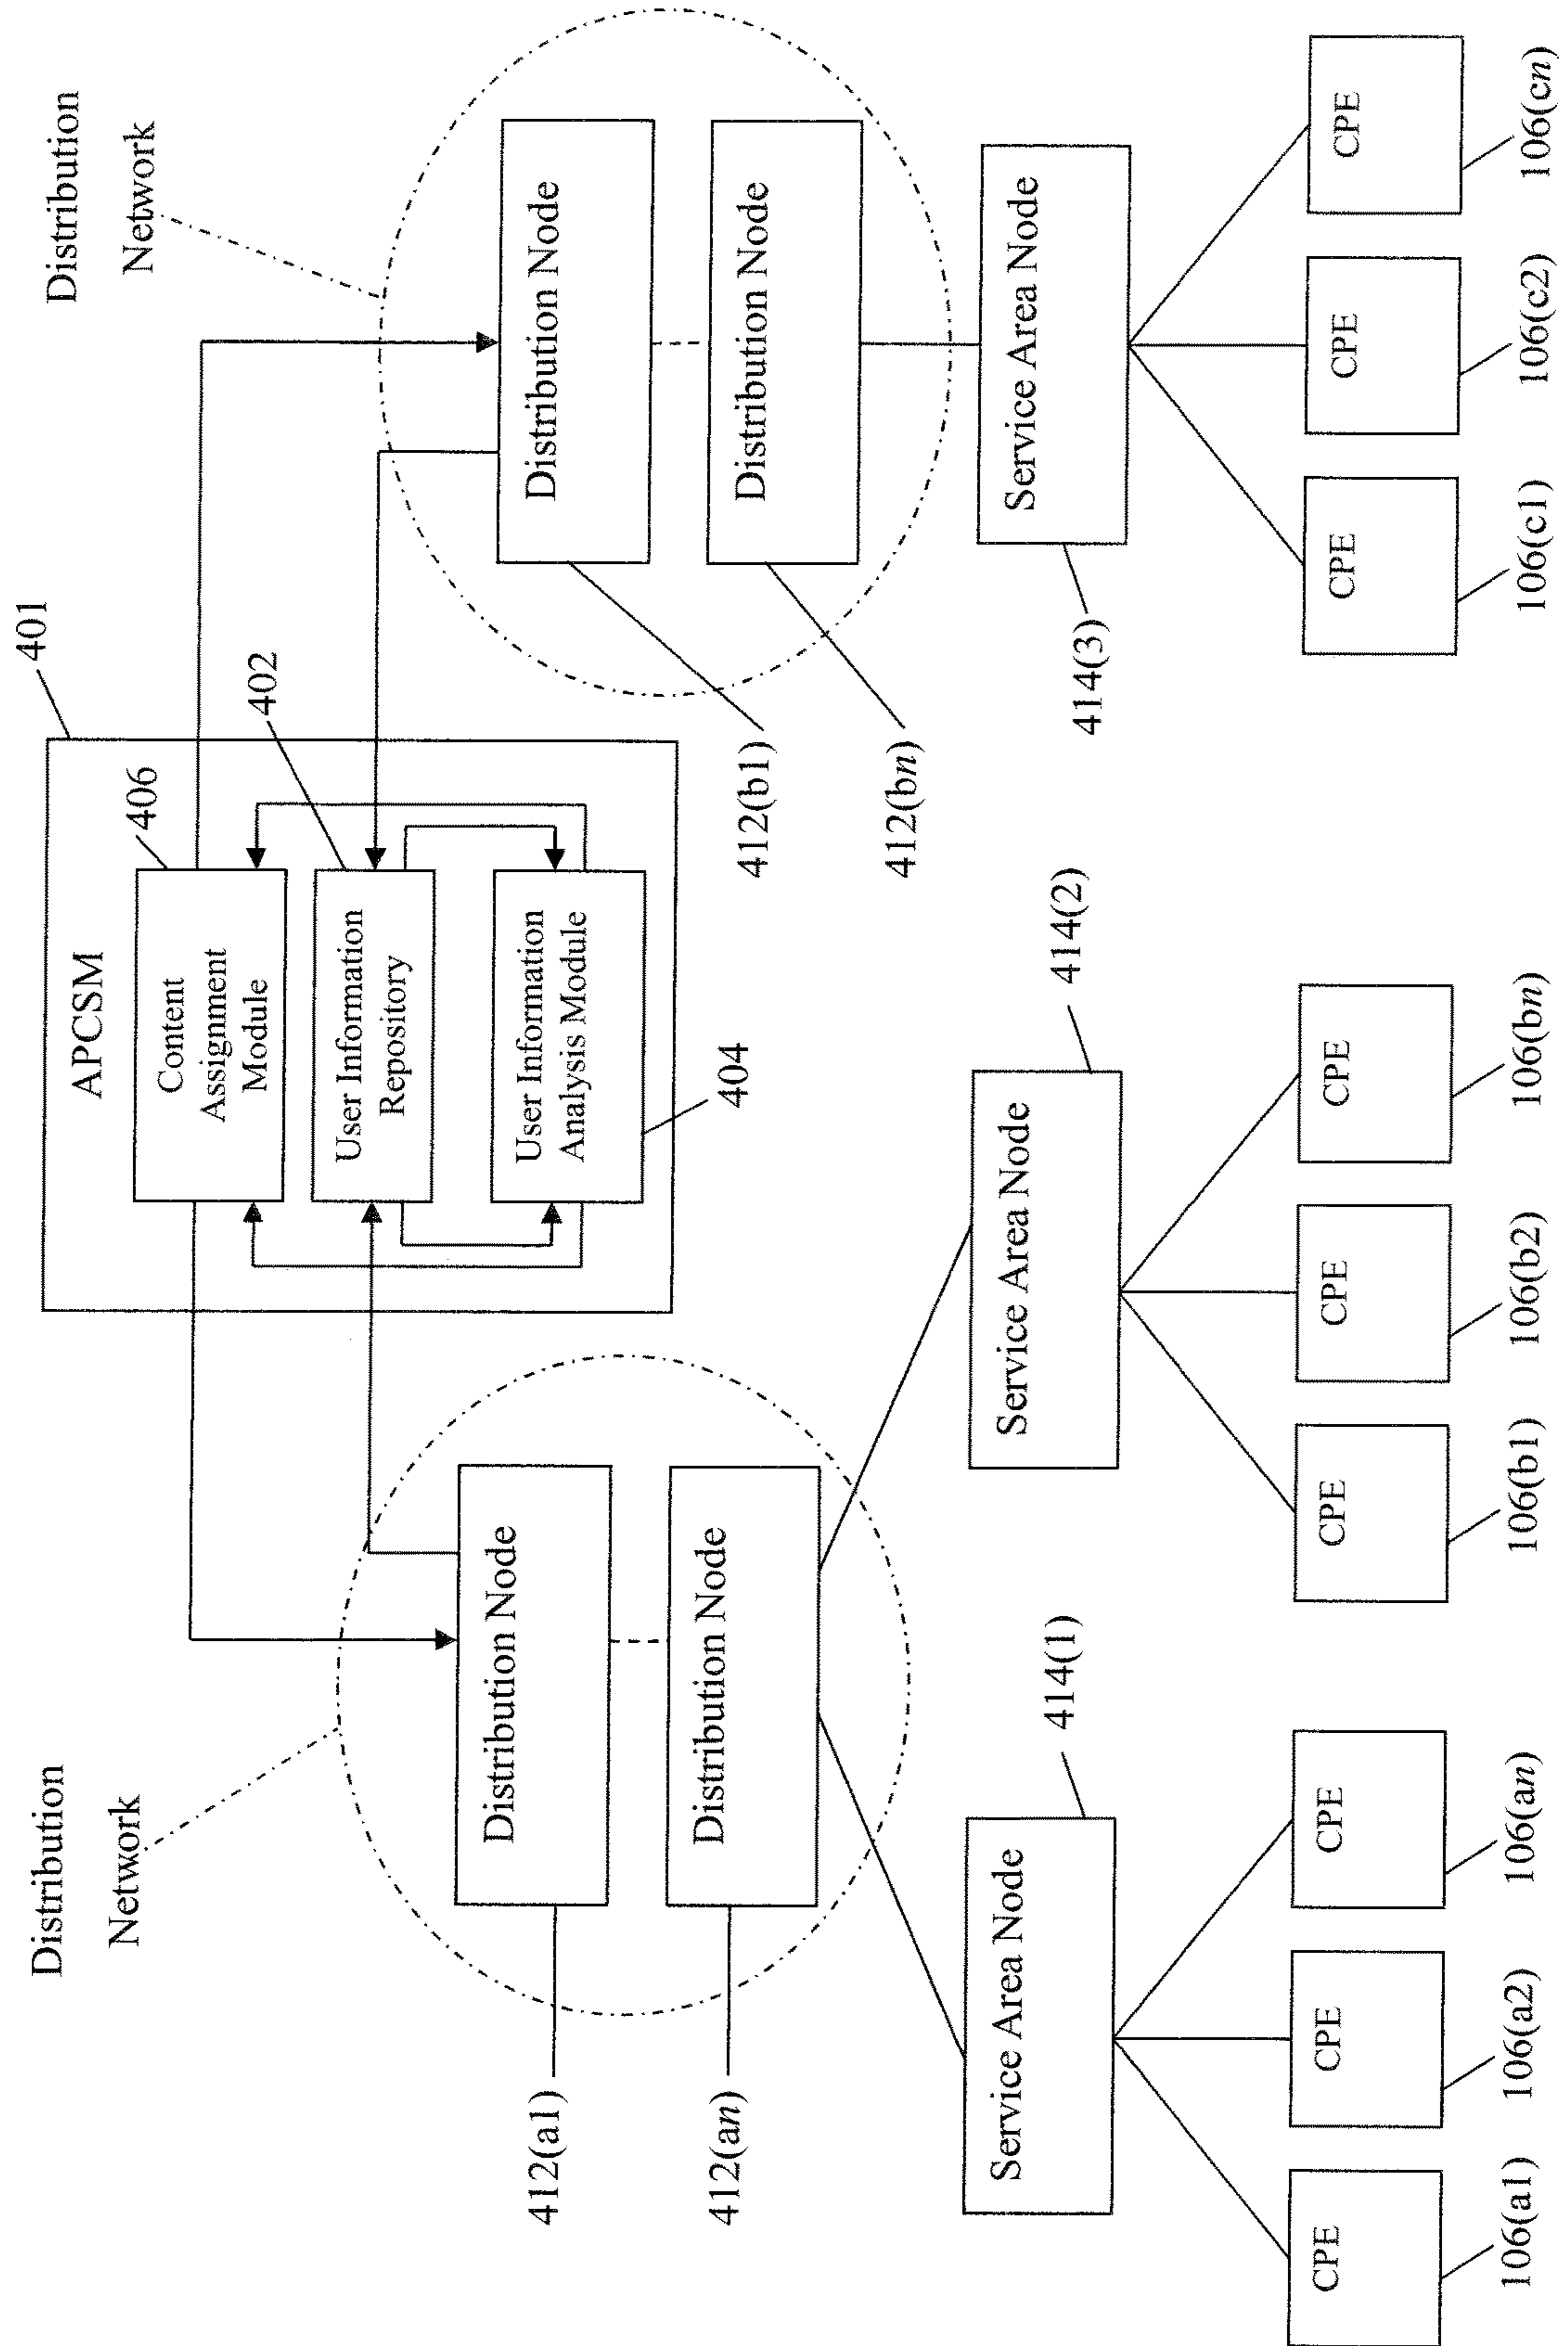 Distribution
Network
APCSM
401
Distribution
Network
Content
Assignment
Module
406
User Information
Repository
402
User Information
Analysis Module
404
412(a1)
Distribution Node
412(an)
Distribution Node
Distribution Node
412(b1)
Distribution Node
412(bn)
Service Area Node
414(1)
Service Area Node
414(2)
Service Area Node
414(3)
CPE
CPE
CPE
CPE
CPE
CPE
CPE
CPE
CPE
106(a1)
106(a2)
106(an)
106(b1)
106(b2)
106(bn)
106(c1)
106(c2)
106(cn)